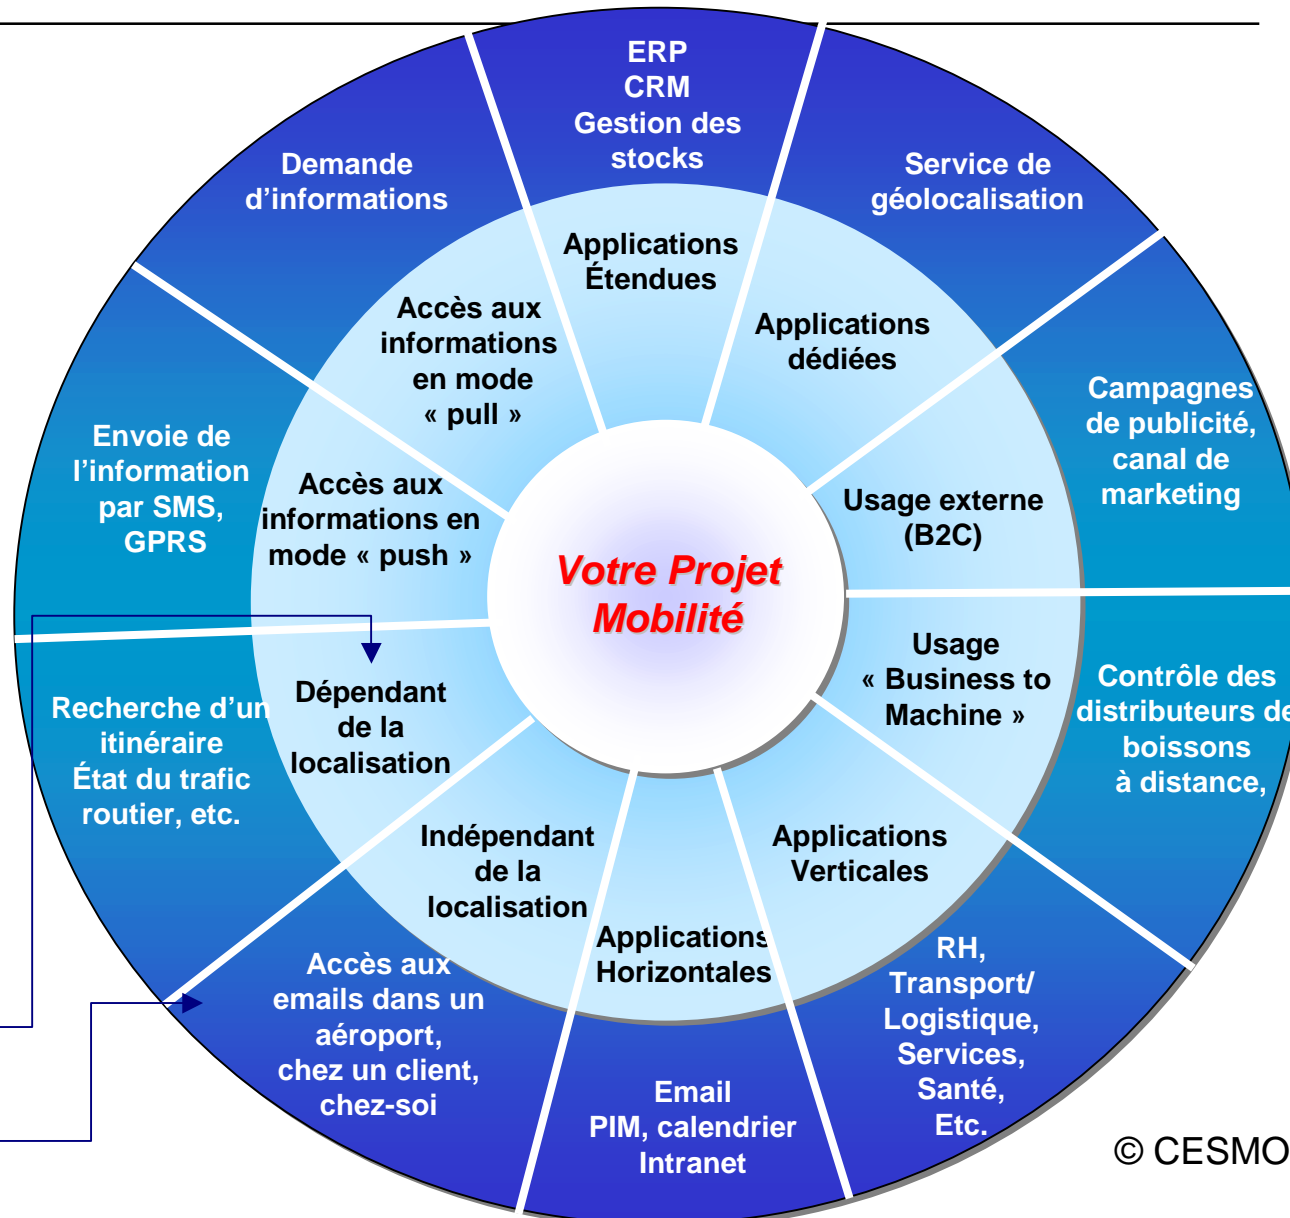 ERP
CRM
Gestion des
stocks
Demande
d’informations
Service de
géolocalisation
Applications
Étendues
Accès aux
informations
en mode
« pull »
Applications
dédiées
Campagnes
de publicité,
canal de
marketing
Envoie de
l’information
par SMS,
GPRS
Accès aux
informations en
mode « push »
Usage externe
(B2C)
Votre Projet
Mobilité
Usage
« Business to
Machine »
Contrôle des
distributeurs de
boissons
à distance,
Recherche d’un
itinéraire
État du trafic
routier, etc.
Dépendant
de la
localisation
Indépendant
de la
localisation
Applications
Verticales
Applications
Horizontales
Accès aux
emails dans un
aéroport,
chez un client,
chez-soi
RH,
Transport/
Logistique,
Services,
Santé,
Etc.
Email
PIM, calendrier
Intranet
© CESMO